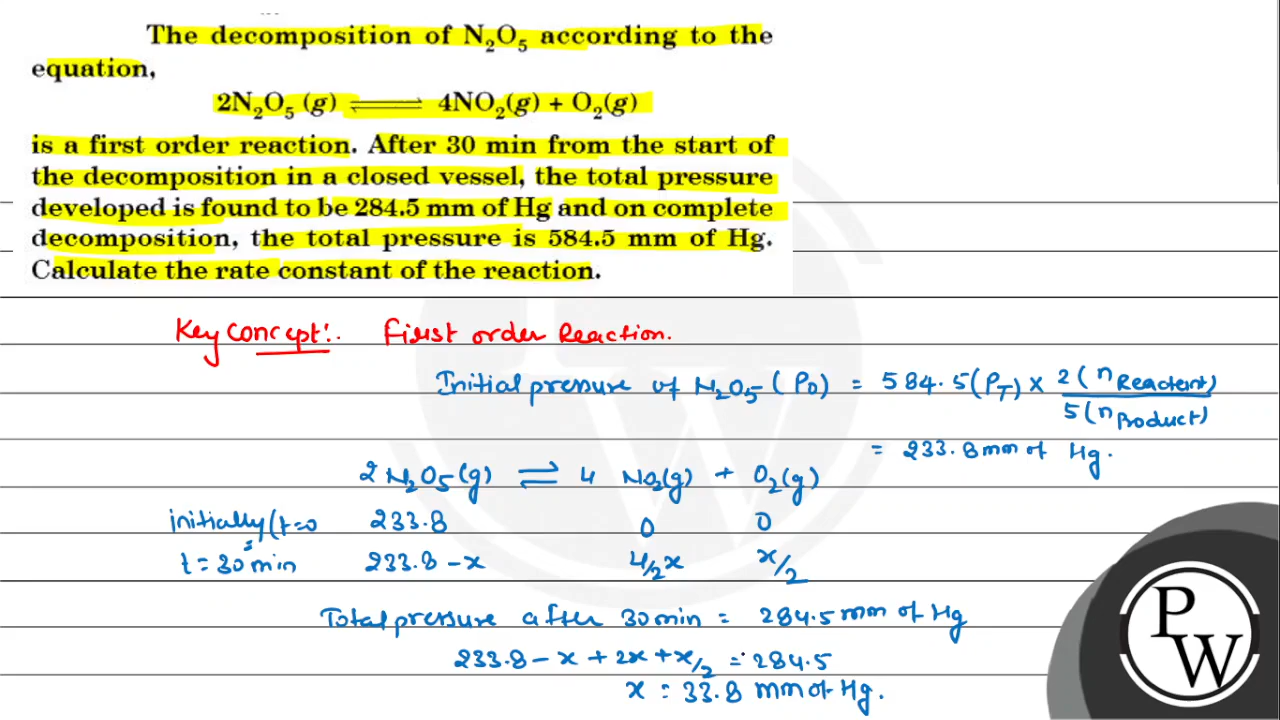 The decomposition of N₂O₅ according to the
equation,
2N₂O₅ (g) ⇌ 4NO₂(g) + O₂(g)
is a first order reaction. After 30 min from the start of
the decomposition in a closed vessel, the total pressure
developed is found to be 284.5 mm of Hg and on complete
decomposition, the total pressure is 584.5 mm of Hg.
Calculate the rate constant of the reaction.
Key concept:. First order Reaction.
Initial pressure of N₂O₅ (P₀) = 584.5(P_T) × 2(n Reactant)/5(n Product)
= 233.8 mm of Hg.
2 N₂O₅(g) ⇌ 4 NO₂(g) + O₂(g)
initially (t=0 233.8 0 0
t = 30 min 233.8 - x 4/2 x x/2
Total pressure after 30 min = 284.5 mm of Hg
233.8 - x + 2x + x/2 = 284.5
x = 33.8 mm of Hg.
PW
PW